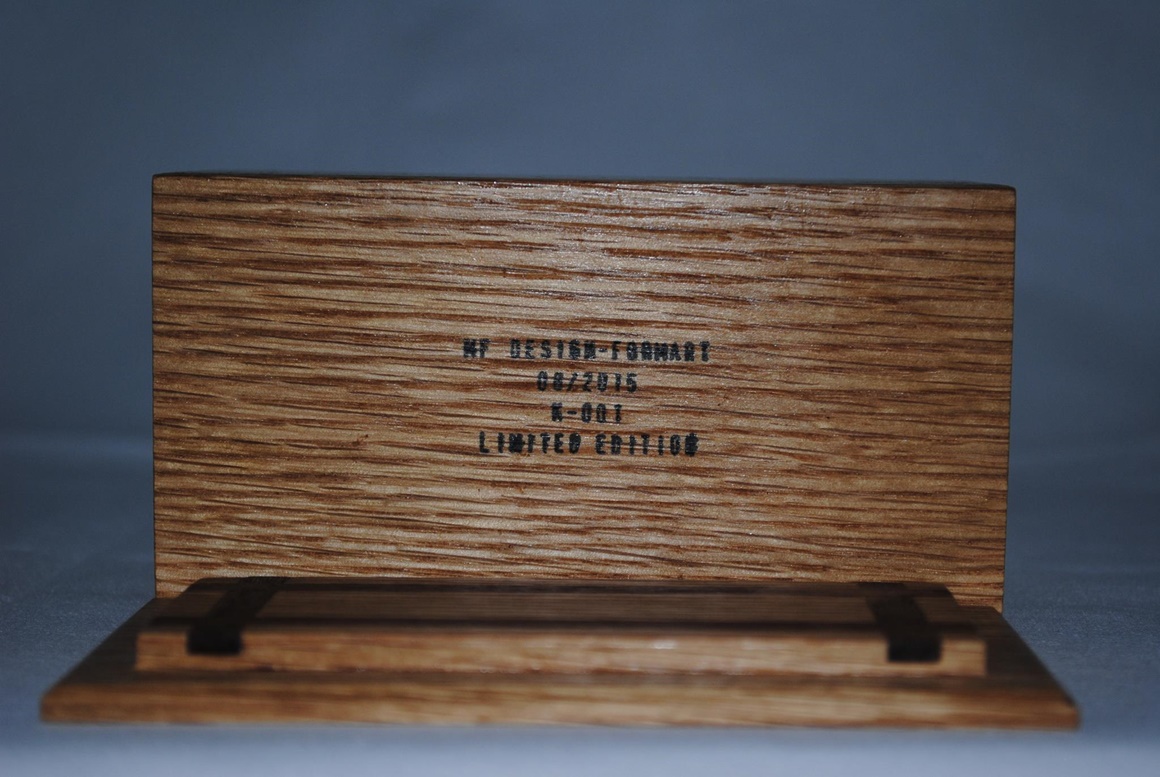 MF DESIGN-FORMART
08/2015
K-001
LIMITED EDITION